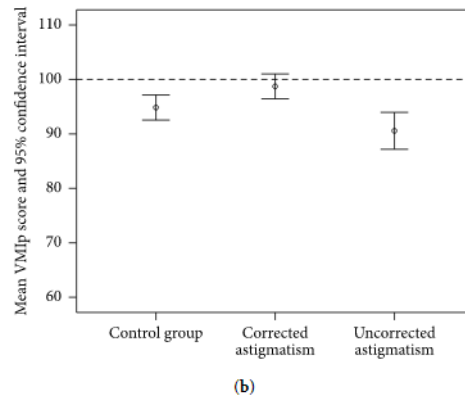 Mean VMIp score and 95% confidence interval
110
100
90
80
70
60
Control group
Corrected
astigmatism
Uncorrected
astigmatism
(b)